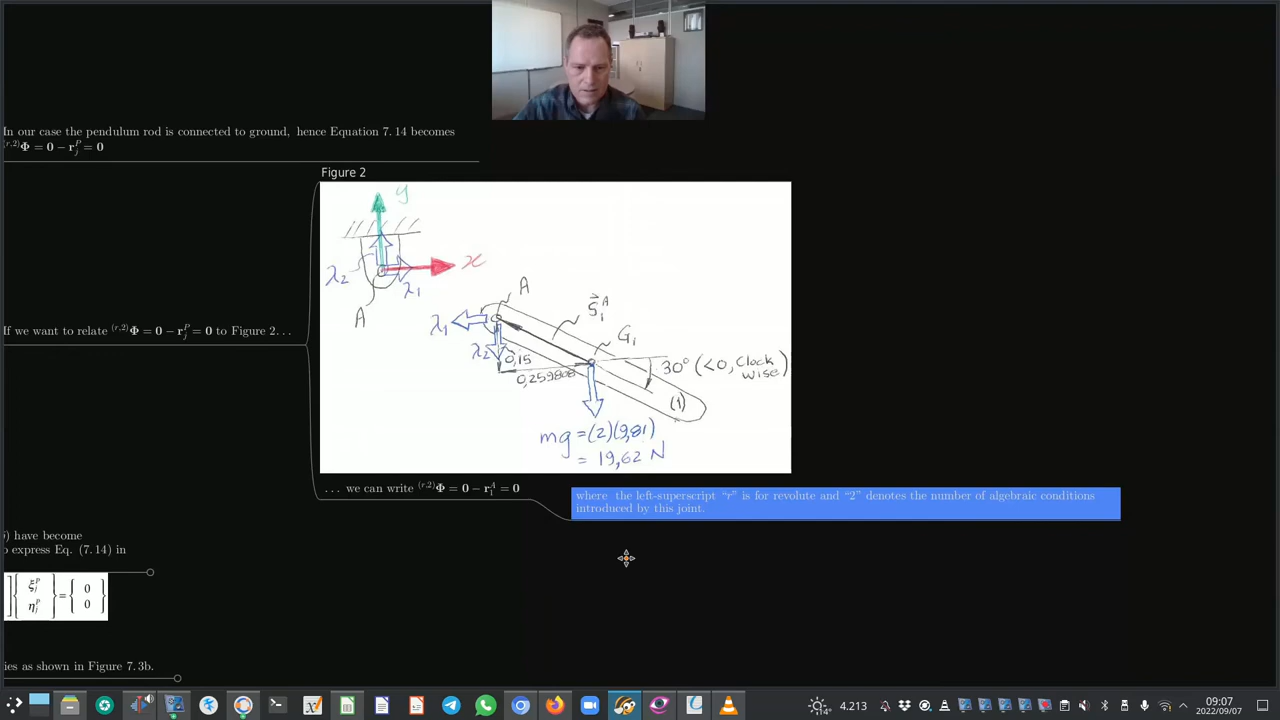 In our case the pendulum rod is connected to ground, hence Equation 7.14 becomes
(r,2)Φ = 0 − r_j^P = 0
Figure 2
y
x
λ2
λ1
A
A
s⃗1^A
G1
λ1
λ2
0,15
0,259808
30° (<0, Clock
wise)
(1)
mg = (2)(9,81)
= 19,62 N
If we want to relate (r,2)Φ = 0 − r_j^P = 0 to Figure 2...
... we can write (r,2)Φ = 0 − r_1^A = 0
where the left-superscript “r” is for revolute and “2” denotes the number of algebraic conditions
introduced by this joint.
) have become
o express Eq. (7.14) in
] { ξ_j^P η_j^P } = { 0 0 }
ies as shown in Figure 7.3b.
14°
4.213
09:07
2022/09/07